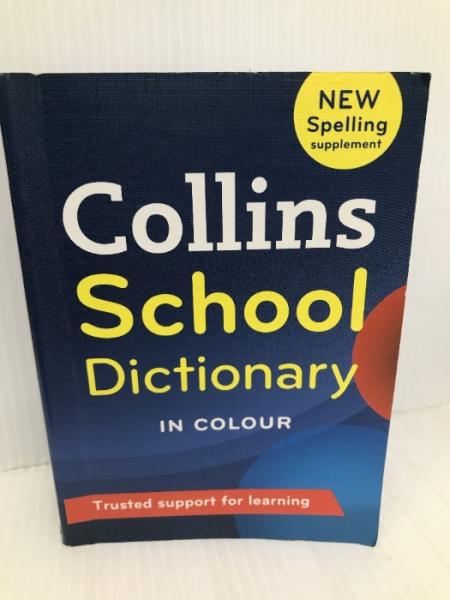 NEW
Spelling
supplement
Collins
School
Dictionary
IN COLOUR
Trusted support for learning